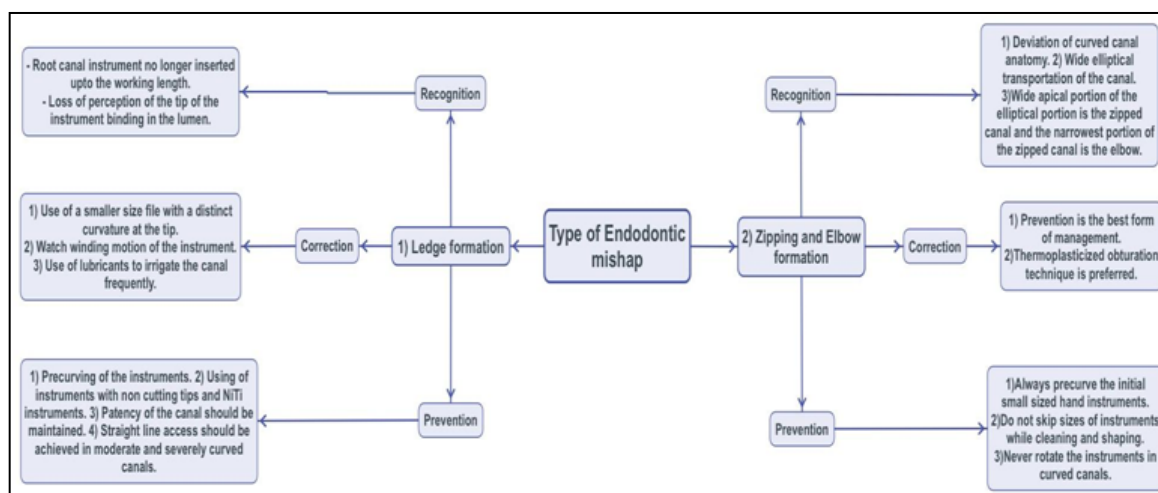 - Root canal instrument no longer inserted
upto the working length.
- Loss of perception of the tip of the
instrument binding in the lumen.
Recognition
1) Use of a smaller size file with a distinct
curvature at the tip.
2) Watch winding motion of the instrument.
3) Use of lubricants to irrigate the canal
frequently.
Correction
1) Ledge formation
1) Precurving of the instruments. 2) Using of
instruments with non cutting tips and NiTi
instruments. 3) Patency of the canal should be
maintained. 4) Straight line access should be
achieved in moderate and severely curved
canals.
Prevention
Type of Endodontic
mishap
2) Zipping and Elbow
formation
Recognition
1) Deviation of curved canal
anatomy. 2) Wide elliptical
transportation of the canal.
3)Wide apical portion of the
elliptical portion is the zipped
canal and the narrowest portion of
the zipped canal is the elbow.
Correction
1) Prevention is the best form
of management.
2)Thermoplasticized obturation
technique is preferred.
Prevention
1)Always precurve the initial
small sized hand instruments.
2)Do not skip sizes of instruments
while cleaning and shaping.
3)Never rotate the instruments in
curved canals.